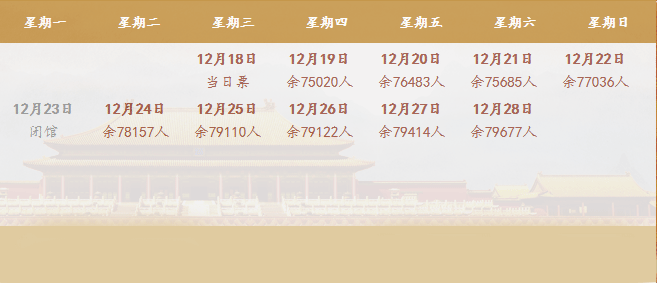 星期一 星期二 星期三 星期四 星期五 星期六 星期日
12月18日 12月19日 12月20日 12月21日 12月22日
当日票 余75020人 余76483人 余75685人 余77036人
12月23日 12月24日 12月25日 12月26日 12月27日 12月28日
闭馆 余78157人 余79110人 余79122人 余79414人 余79677人